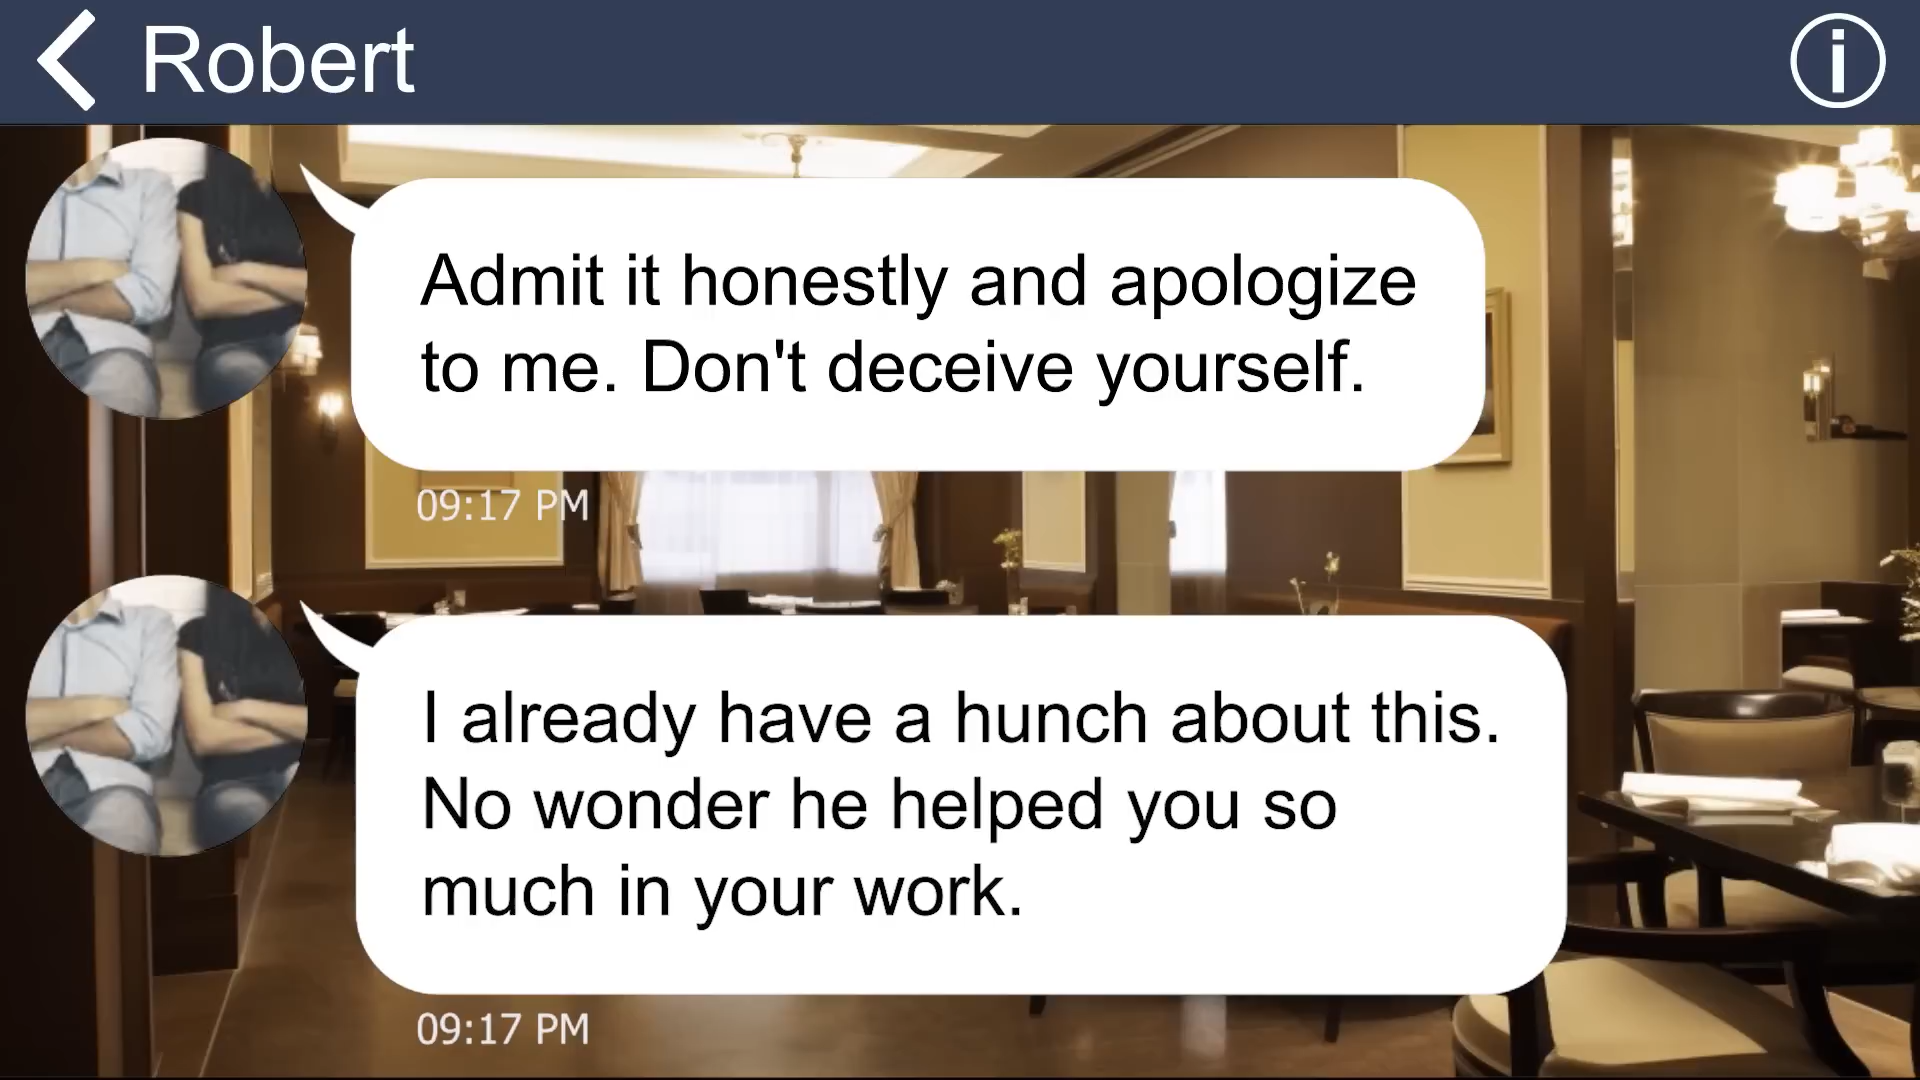 Robert
Admit it honestly and apologize
to me. Don't deceive yourself.
09:17 PM
I already have a hunch about this.
No wonder he helped you so
much in your work.
09:17 PM